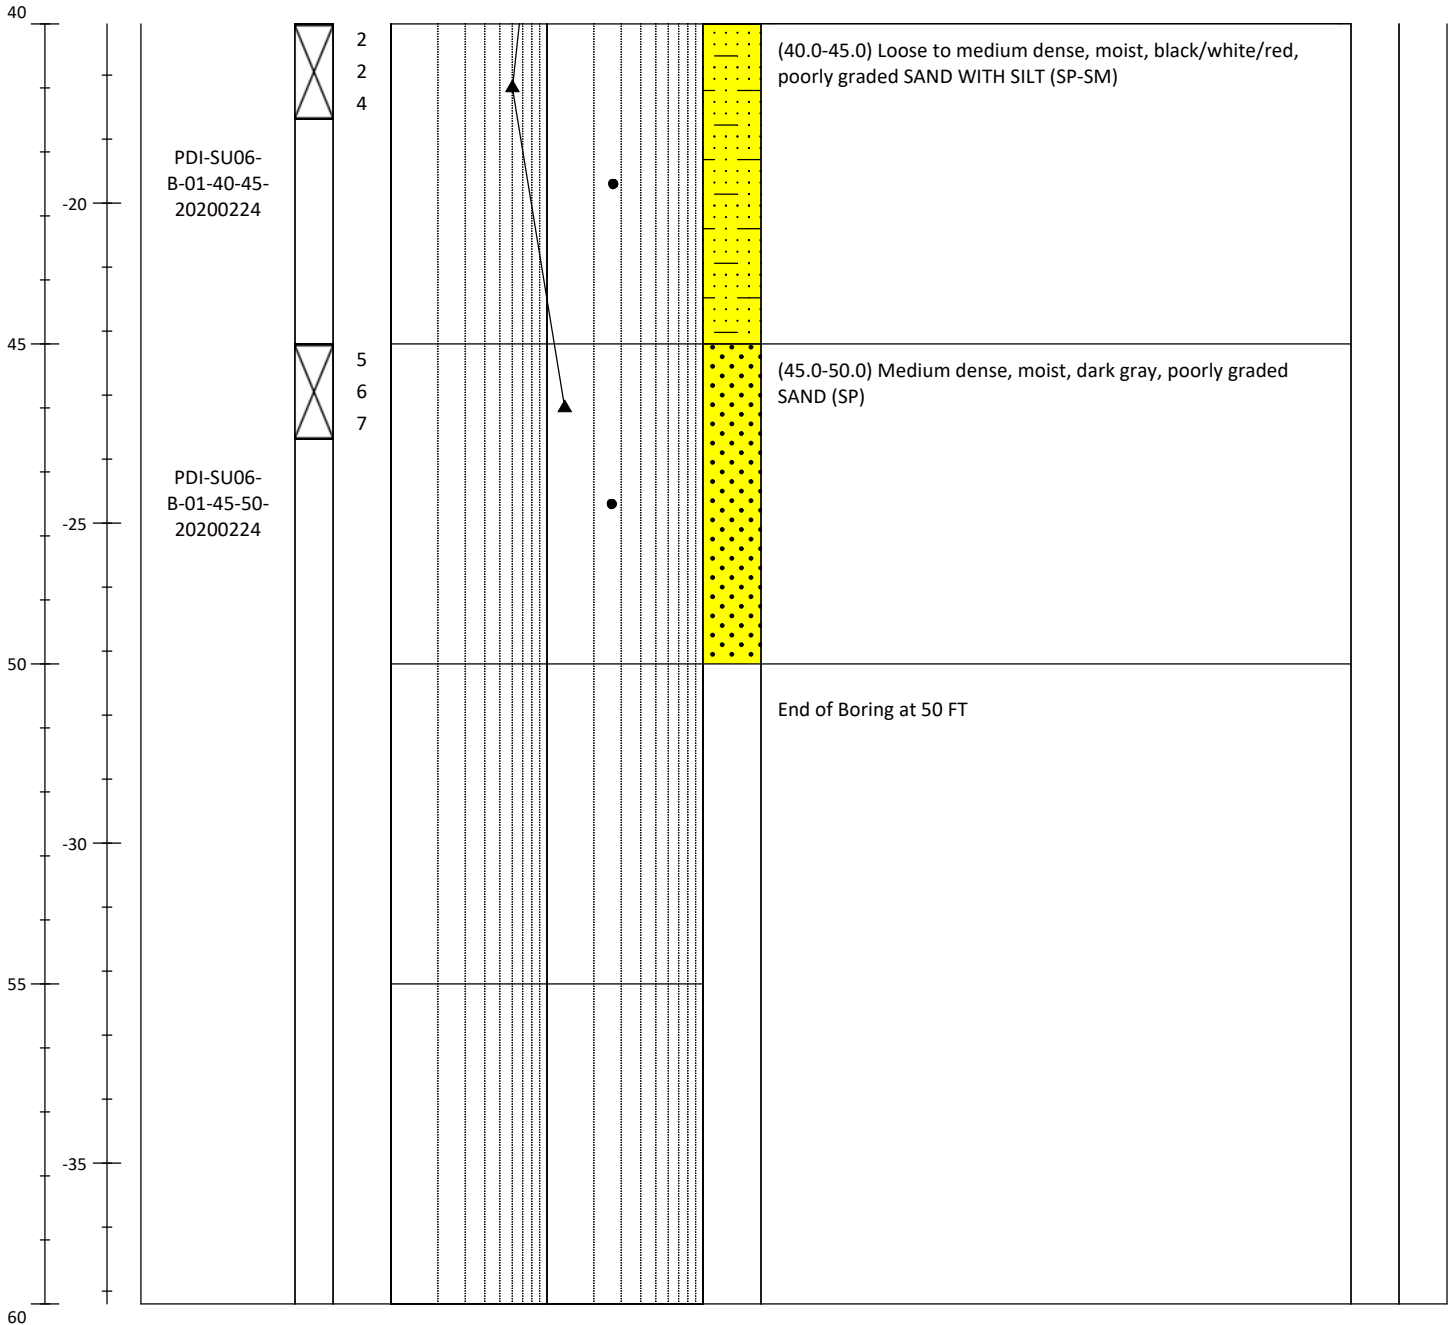 40
2
2
4
(40.0-45.0) Loose to medium dense, moist, black/white/red,
poorly graded SAND WITH SILT (SP-SM)
PDI-SU06-
B-01-40-45-
20200224
-20
45
5
6
7
(45.0-50.0) Medium dense, moist, dark gray, poorly graded
SAND (SP)
PDI-SU06-
B-01-45-50-
20200224
-25
50
End of Boring at 50 FT
-30
55
-35
60